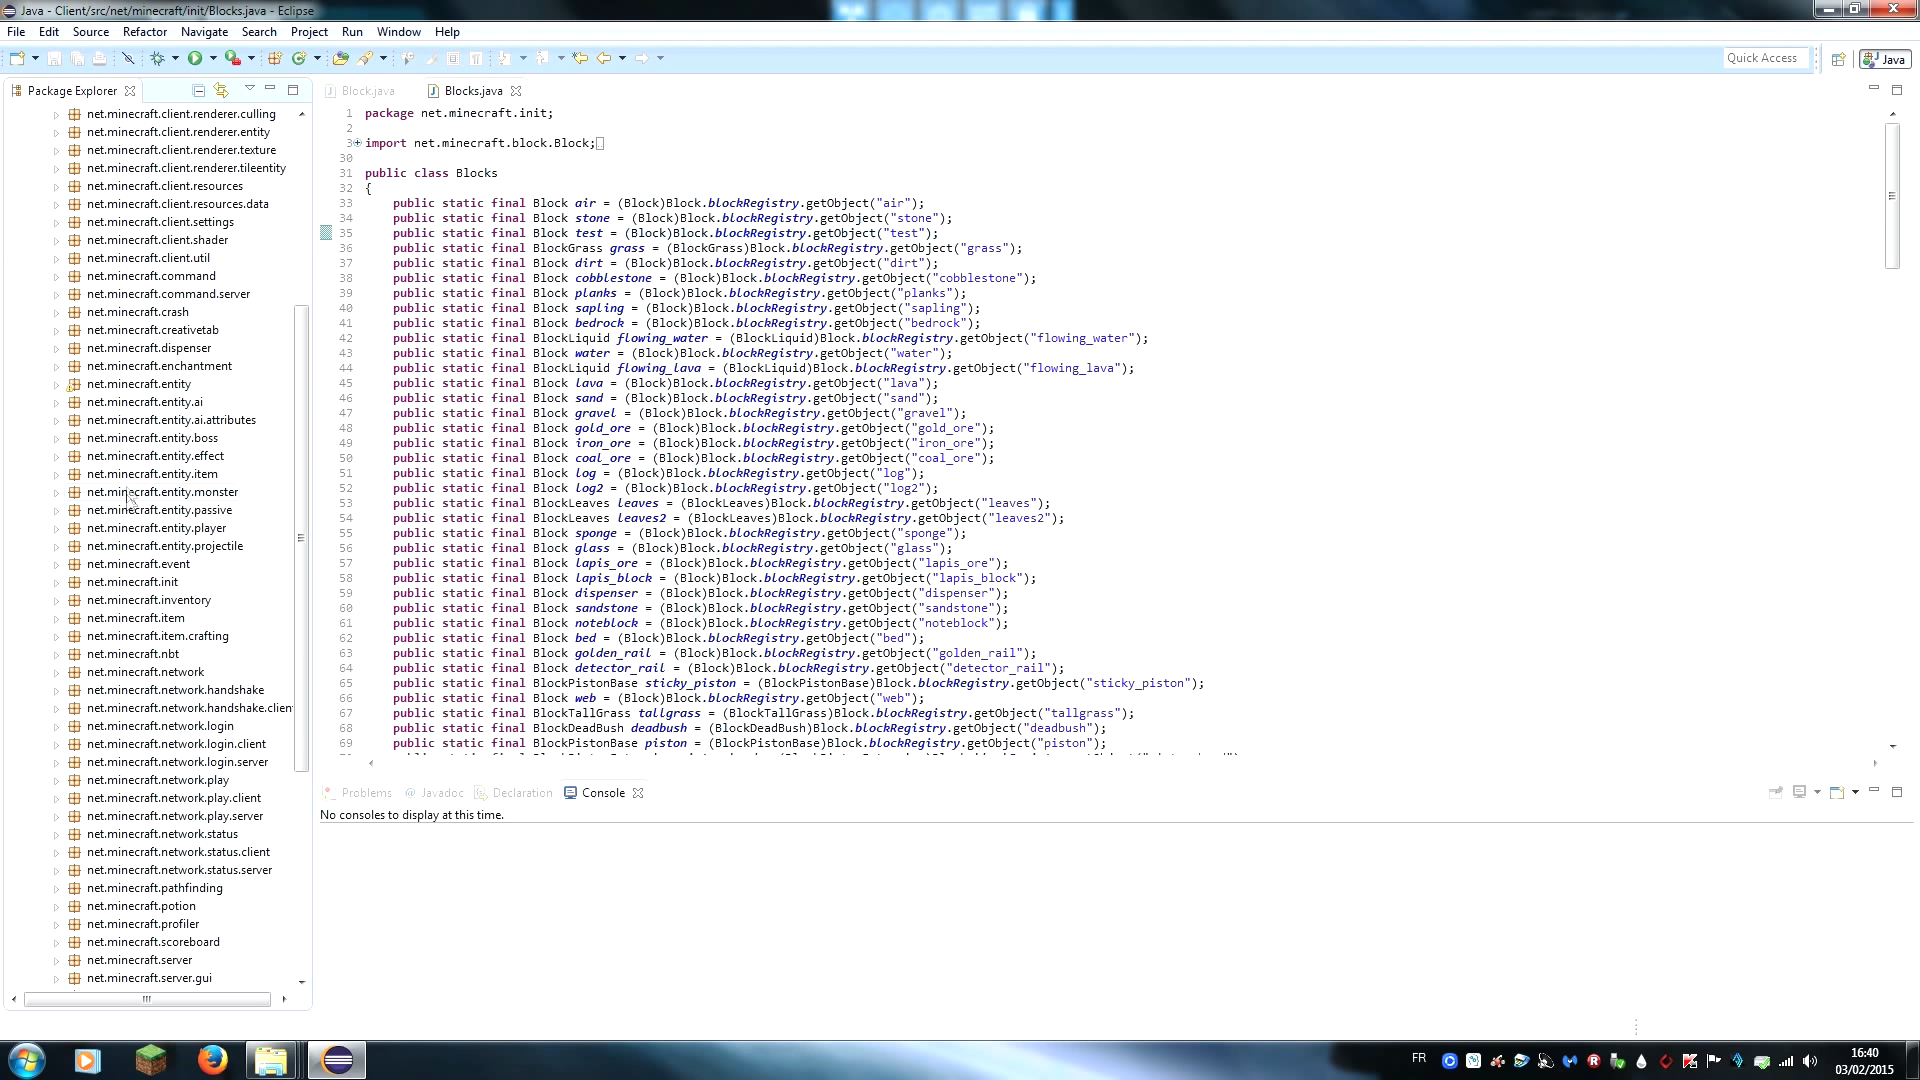 Java - Client/src/net/minecraft/init/Blocks.java - Eclipse
File Edit Source Refactor Navigate Search Project Run Window Help
Quick Access
Java
Package Explorer
net.minecraft.client.renderer.culling
net.minecraft.client.renderer.entity
net.minecraft.client.renderer.texture
net.minecraft.client.renderer.tileentity
net.minecraft.client.resources
net.minecraft.client.resources.data
net.minecraft.client.settings
net.minecraft.client.shader
net.minecraft.client.util
net.minecraft.command
net.minecraft.command.server
net.minecraft.crash
net.minecraft.creativetab
net.minecraft.dispenser
net.minecraft.enchantment
net.minecraft.entity
net.minecraft.entity.ai
net.minecraft.entity.ai.attributes
net.minecraft.entity.boss
net.minecraft.entity.effect
net.minecraft.entity.item
net.minecraft.entity.monster
net.minecraft.entity.passive
net.minecraft.entity.player
net.minecraft.entity.projectile
net.minecraft.event
net.minecraft.init
net.minecraft.inventory
net.minecraft.item
net.minecraft.item.crafting
net.minecraft.nbt
net.minecraft.network
net.minecraft.network.handshake
net.minecraft.network.handshake.client
net.minecraft.network.login
net.minecraft.network.login.client
net.minecraft.network.login.server
net.minecraft.network.play
net.minecraft.network.play.client
net.minecraft.network.play.server
net.minecraft.network.status
net.minecraft.network.status.client
net.minecraft.network.status.server
net.minecraft.pathfinding
net.minecraft.potion
net.minecraft.profiler
net.minecraft.scoreboard
net.minecraft.server
net.minecraft.server.gui
Block.java Blocks.java
1 package net.minecraft.init;
2
3 import net.minecraft.block.Block;
30
31 public class Blocks
32 {
33 public static final Block air = (Block)Block.blockRegistry.getObject("air");
34 public static final Block stone = (Block)Block.blockRegistry.getObject("stone");
35 public static final Block test = (Block)Block.blockRegistry.getObject("test");
36 public static final BlockGrass grass = (BlockGrass)Block.blockRegistry.getObject("grass");
37 public static final Block dirt = (Block)Block.blockRegistry.getObject("dirt");
38 public static final Block cobblestone = (Block)Block.blockRegistry.getObject("cobblestone");
39 public static final Block planks = (Block)Block.blockRegistry.getObject("planks");
40 public static final Block sapling = (Block)Block.blockRegistry.getObject("sapling");
41 public static final Block bedrock = (Block)Block.blockRegistry.getObject("bedrock");
42 public static final BlockLiquid flowing_water = (BlockLiquid)Block.blockRegistry.getObject("flowing_water");
43 public static final Block water = (Block)Block.blockRegistry.getObject("water");
44 public static final BlockLiquid flowing_lava = (BlockLiquid)Block.blockRegistry.getObject("flowing_lava");
45 public static final Block lava = (Block)Block.blockRegistry.getObject("lava");
46 public static final Block sand = (Block)Block.blockRegistry.getObject("sand");
47 public static final Block gravel = (Block)Block.blockRegistry.getObject("gravel");
48 public static final Block gold_ore = (Block)Block.blockRegistry.getObject("gold_ore");
49 public static final Block iron_ore = (Block)Block.blockRegistry.getObject("iron_ore");
50 public static final Block coal_ore = (Block)Block.blockRegistry.getObject("coal_ore");
51 public static final Block log = (Block)Block.blockRegistry.getObject("log");
52 public static final Block log2 = (Block)Block.blockRegistry.getObject("log2");
53 public static final BlockLeaves leaves = (BlockLeaves)Block.blockRegistry.getObject("leaves");
54 public static final BlockLeaves leaves2 = (BlockLeaves)Block.blockRegistry.getObject("leaves2");
55 public static final Block sponge = (Block)Block.blockRegistry.getObject("sponge");
56 public static final Block glass = (Block)Block.blockRegistry.getObject("glass");
57 public static final Block lapis_ore = (Block)Block.blockRegistry.getObject("lapis_ore");
58 public static final Block lapis_block = (Block)Block.blockRegistry.getObject("lapis_block");
59 public static final Block dispenser = (Block)Block.blockRegistry.getObject("dispenser");
60 public static final Block sandstone = (Block)Block.blockRegistry.getObject("sandstone");
61 public static final Block noteblock = (Block)Block.blockRegistry.getObject("noteblock");
62 public static final Block bed = (Block)Block.blockRegistry.getObject("bed");
63 public static final Block golden_rail = (Block)Block.blockRegistry.getObject("golden_rail");
64 public static final Block detector_rail = (Block)Block.blockRegistry.getObject("detector_rail");
65 public static final BlockPistonBase sticky_piston = (BlockPistonBase)Block.blockRegistry.getObject("sticky_piston");
66 public static final Block web = (Block)Block.blockRegistry.getObject("web");
67 public static final BlockTallGrass tallgrass = (BlockTallGrass)Block.blockRegistry.getObject("tallgrass");
68 public static final BlockDeadBush deadbush = (BlockDeadBush)Block.blockRegistry.getObject("deadbush");
69 public static final BlockPistonBase piston = (BlockPistonBase)Block.blockRegistry.getObject("piston");
Problems @ Javadoc Declaration Console
No consoles to display at this time.
FR
16:40
03/02/2015